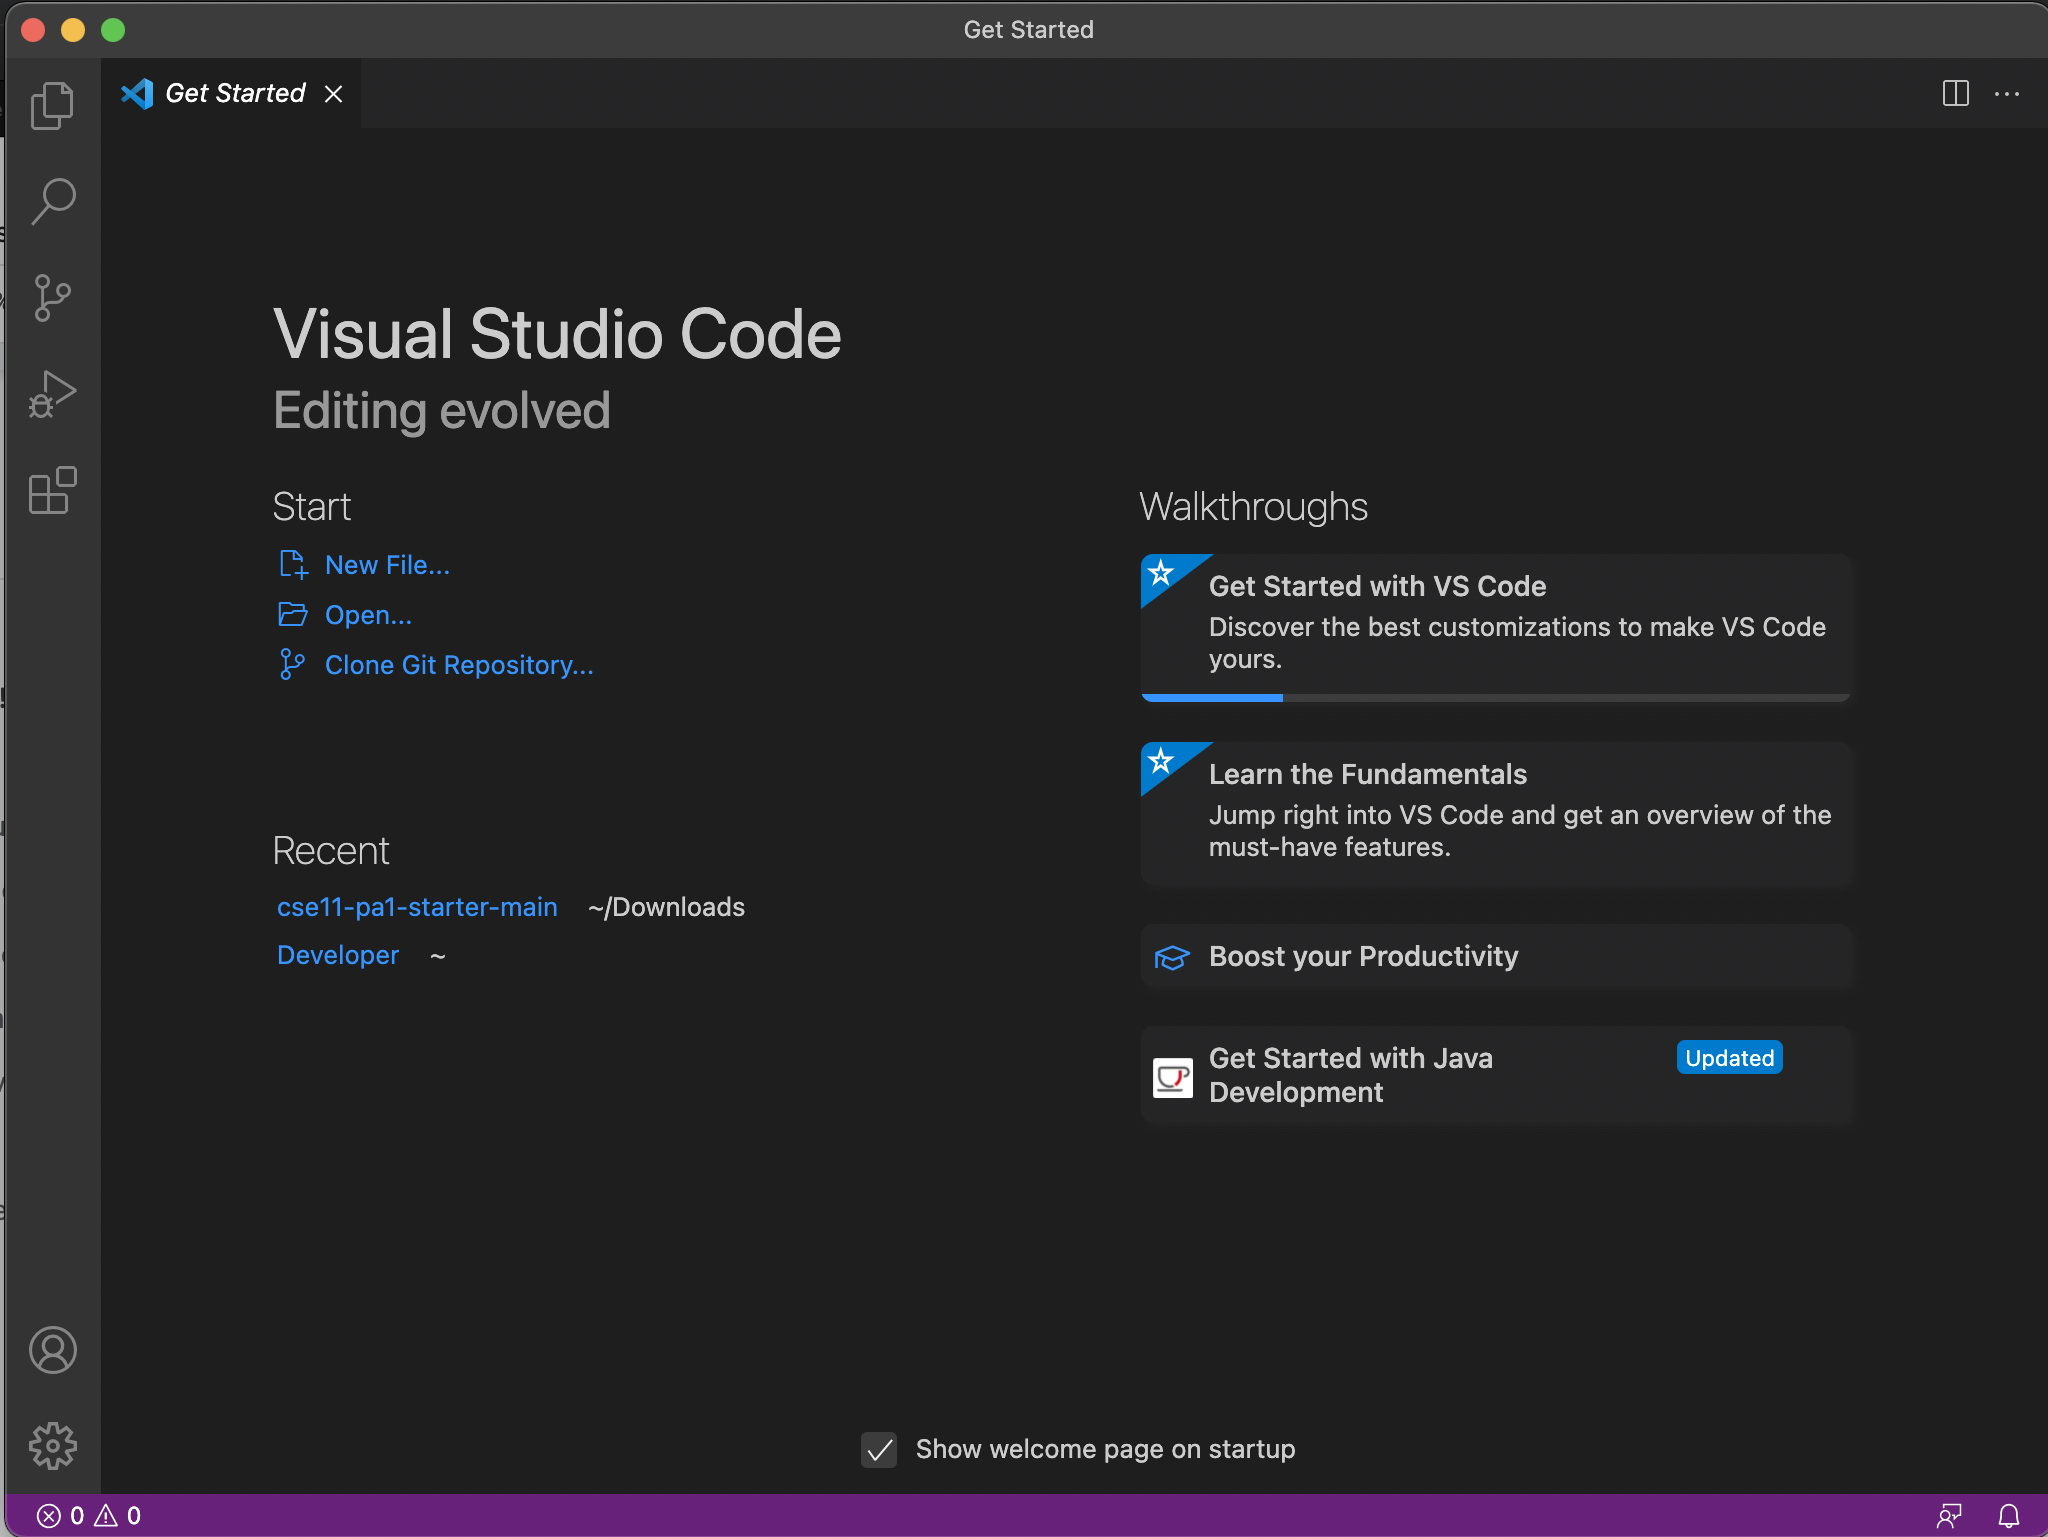 Get Started
Get Started
Visual Studio Code
Editing evolved
Start
New File...
Open...
Clone Git Repository...
Recent
cse11-pa1-starter-main ~/Downloads
Developer ~
Walkthroughs
Get Started with VS Code
Discover the best customizations to make VS Code
yours.
Learn the Fundamentals
Jump right into VS Code and get an overview of the
must-have features.
Boost your Productivity
Get Started with Java Updated
Development
Show welcome page on startup
0 0